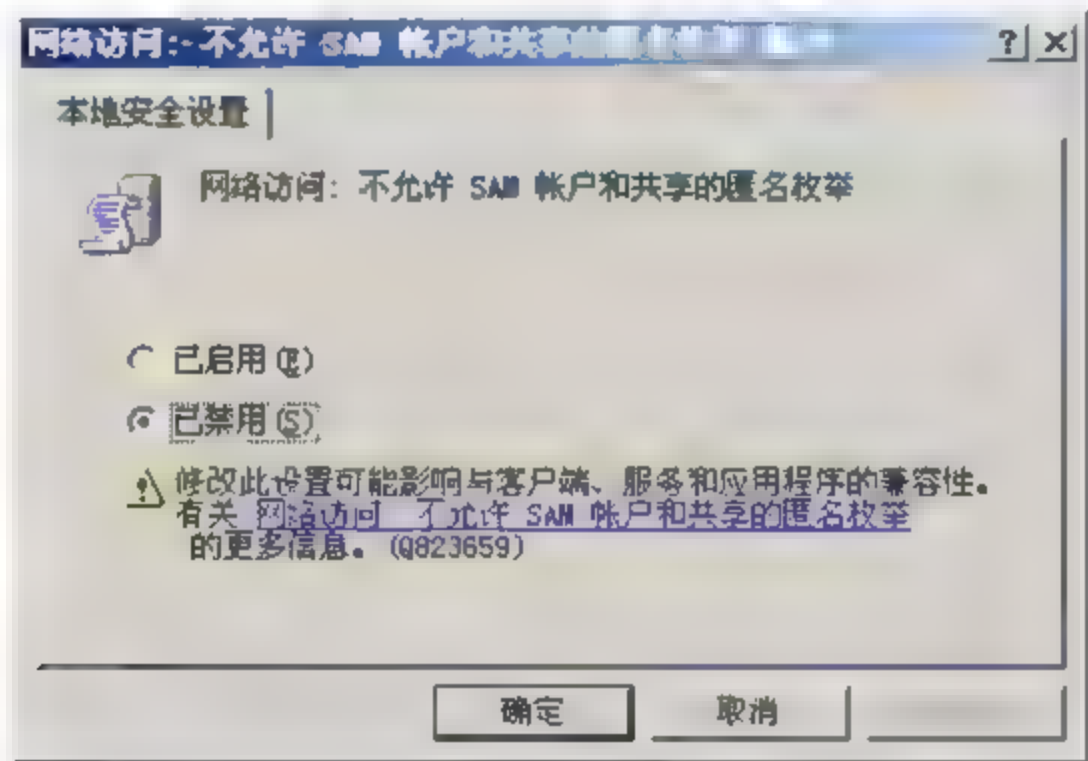 网络访问: 不允许 SAM 帐户和共享的
本地安全设置
网络访问: 不允许 SAM 帐户和共享的匿名枚举
已启用(E)
已禁用(S)
修改此设置可能影响与客户端、服务和应用程序的兼容性。
有关 网络访问: 不允许 SAM 帐户和共享的匿名枚举
的更多信息。(Q823659)
确定
取消